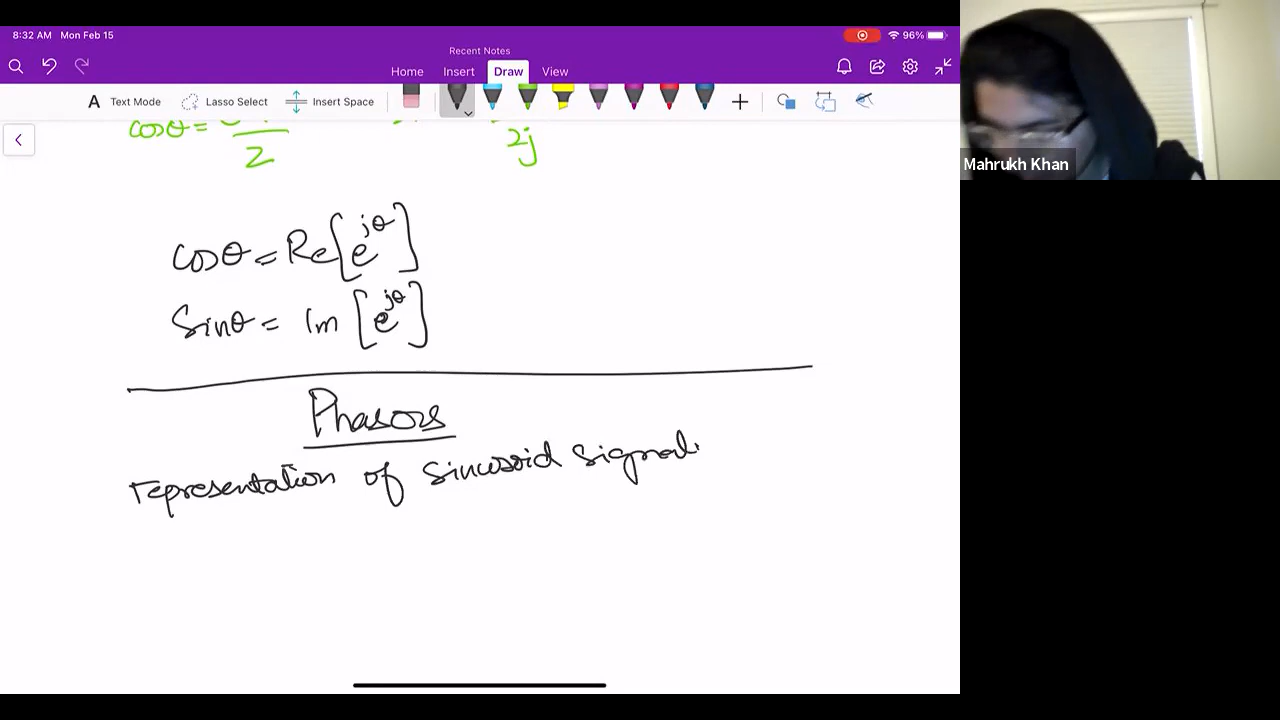 8:32 AM Mon Feb 15
96%
Recent Notes
Home Insert Draw View
Text Mode Lasso Select Insert Space
cosθ =
2
2j
Cosθ = Re[e^jθ]
Sinθ = Im[e^jθ]
Phasors
representation of Sinusoid Signal
Mahrukh Khan